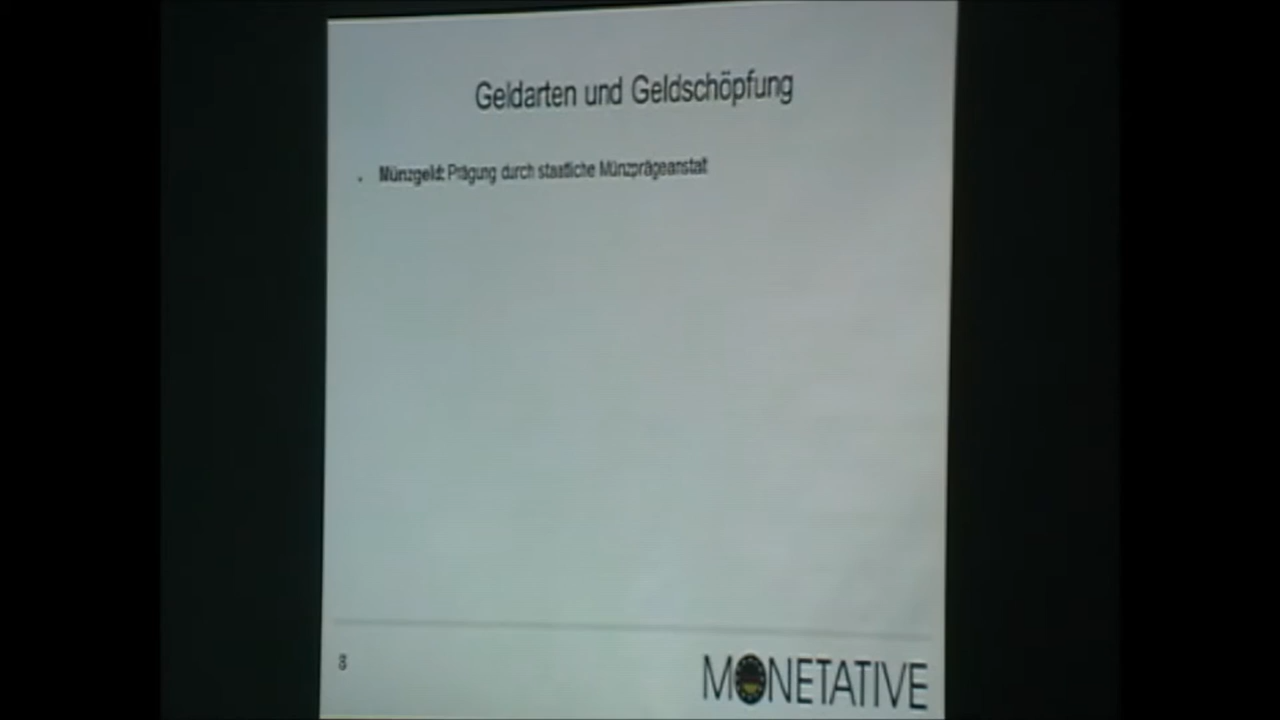 Geldarten und Geldschöpfung
• Münzgeld: Prägung durch staatliche Münzprägeanstalt
8
MONETATIVE